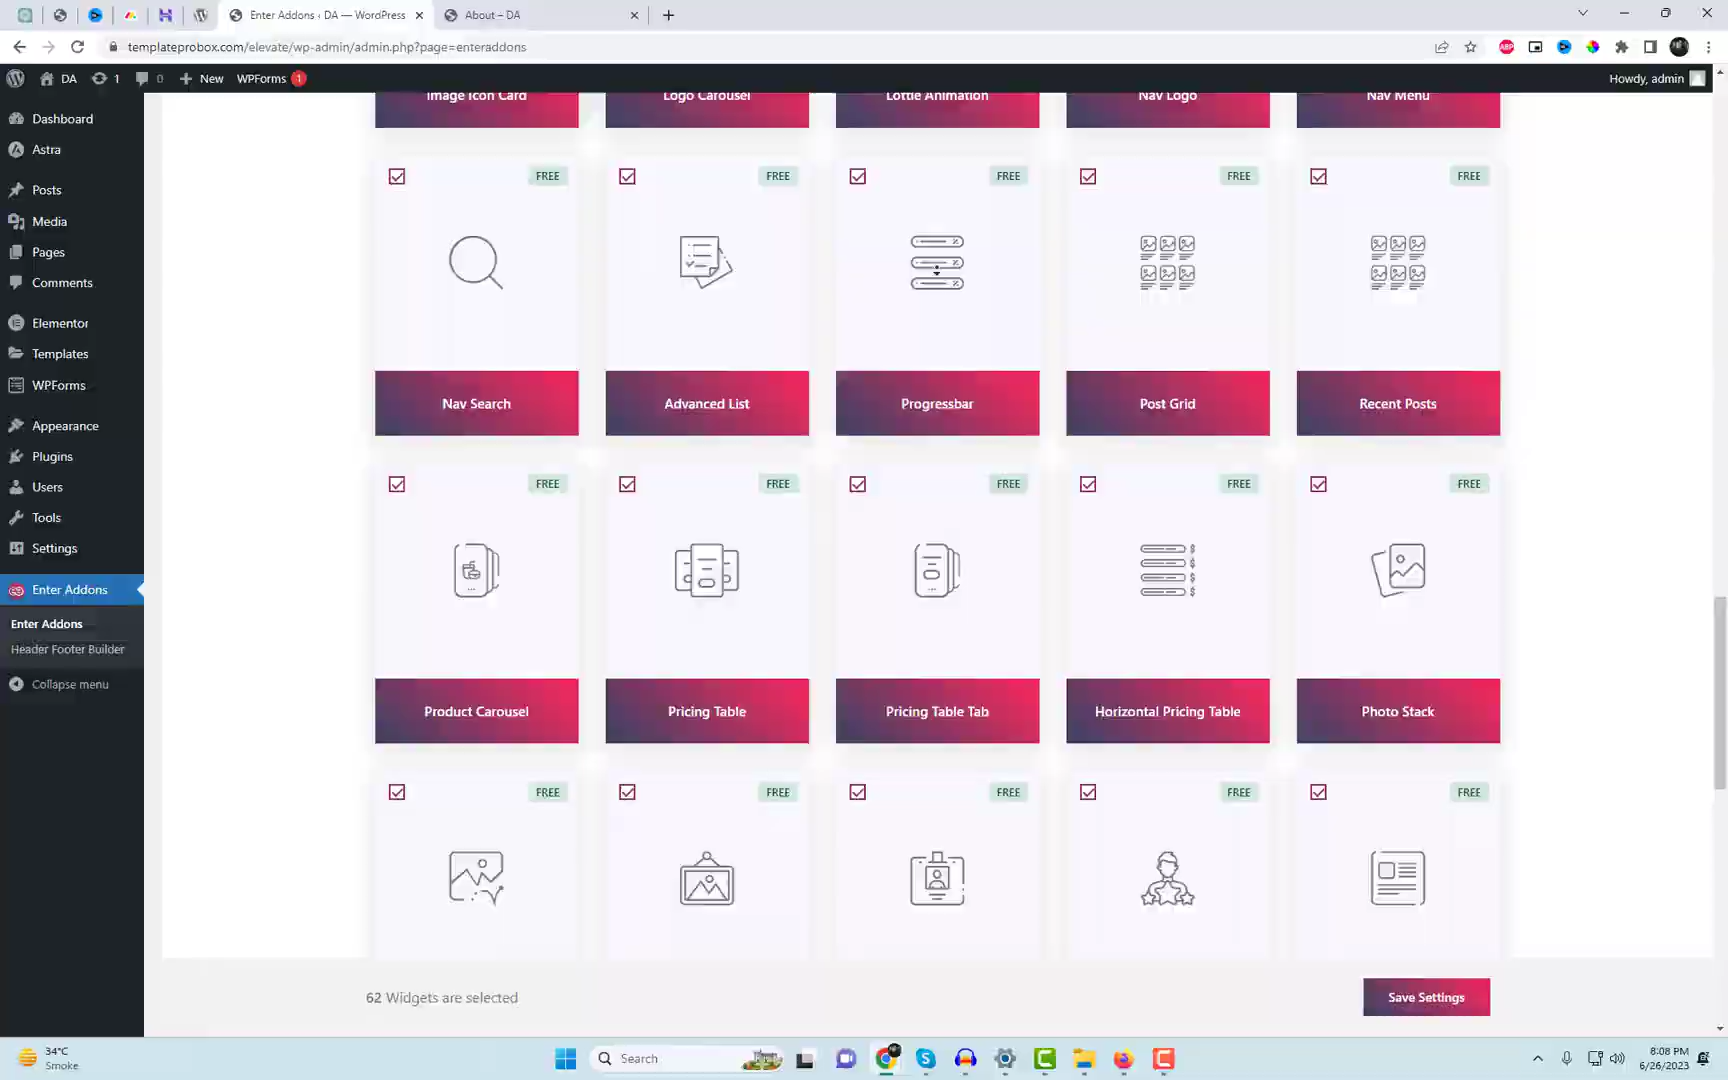 Enter Addons ‹ DA — WordPress
About – DA
templateprobox.com/elevate/wp-admin/admin.php?page=enteraddons
ABP
DA
1
0
New
WPForms 1
Howdy, admin
Dashboard
Astra
Posts
Media
Pages
Comments
Elementor
Templates
WPForms
Appearance
Plugins
Users
Tools
Settings
Enter Addons
Enter Addons
Header Footer Builder
Collapse menu
Image Icon Card
Logo Carousel
Lottie Animation
Nav Logo
Nav Menu
FREE
FREE
FREE
FREE
FREE
Nav Search
Advanced List
Progressbar
Post Grid
Recent Posts
FREE
FREE
FREE
FREE
FREE
Product Carousel
Pricing Table
Pricing Table Tab
Horizontal Pricing Table
Photo Stack
FREE
FREE
FREE
FREE
FREE
62 Widgets are selected
Save Settings
34°C
Smoke
Search
8:08 PM
6/26/2023